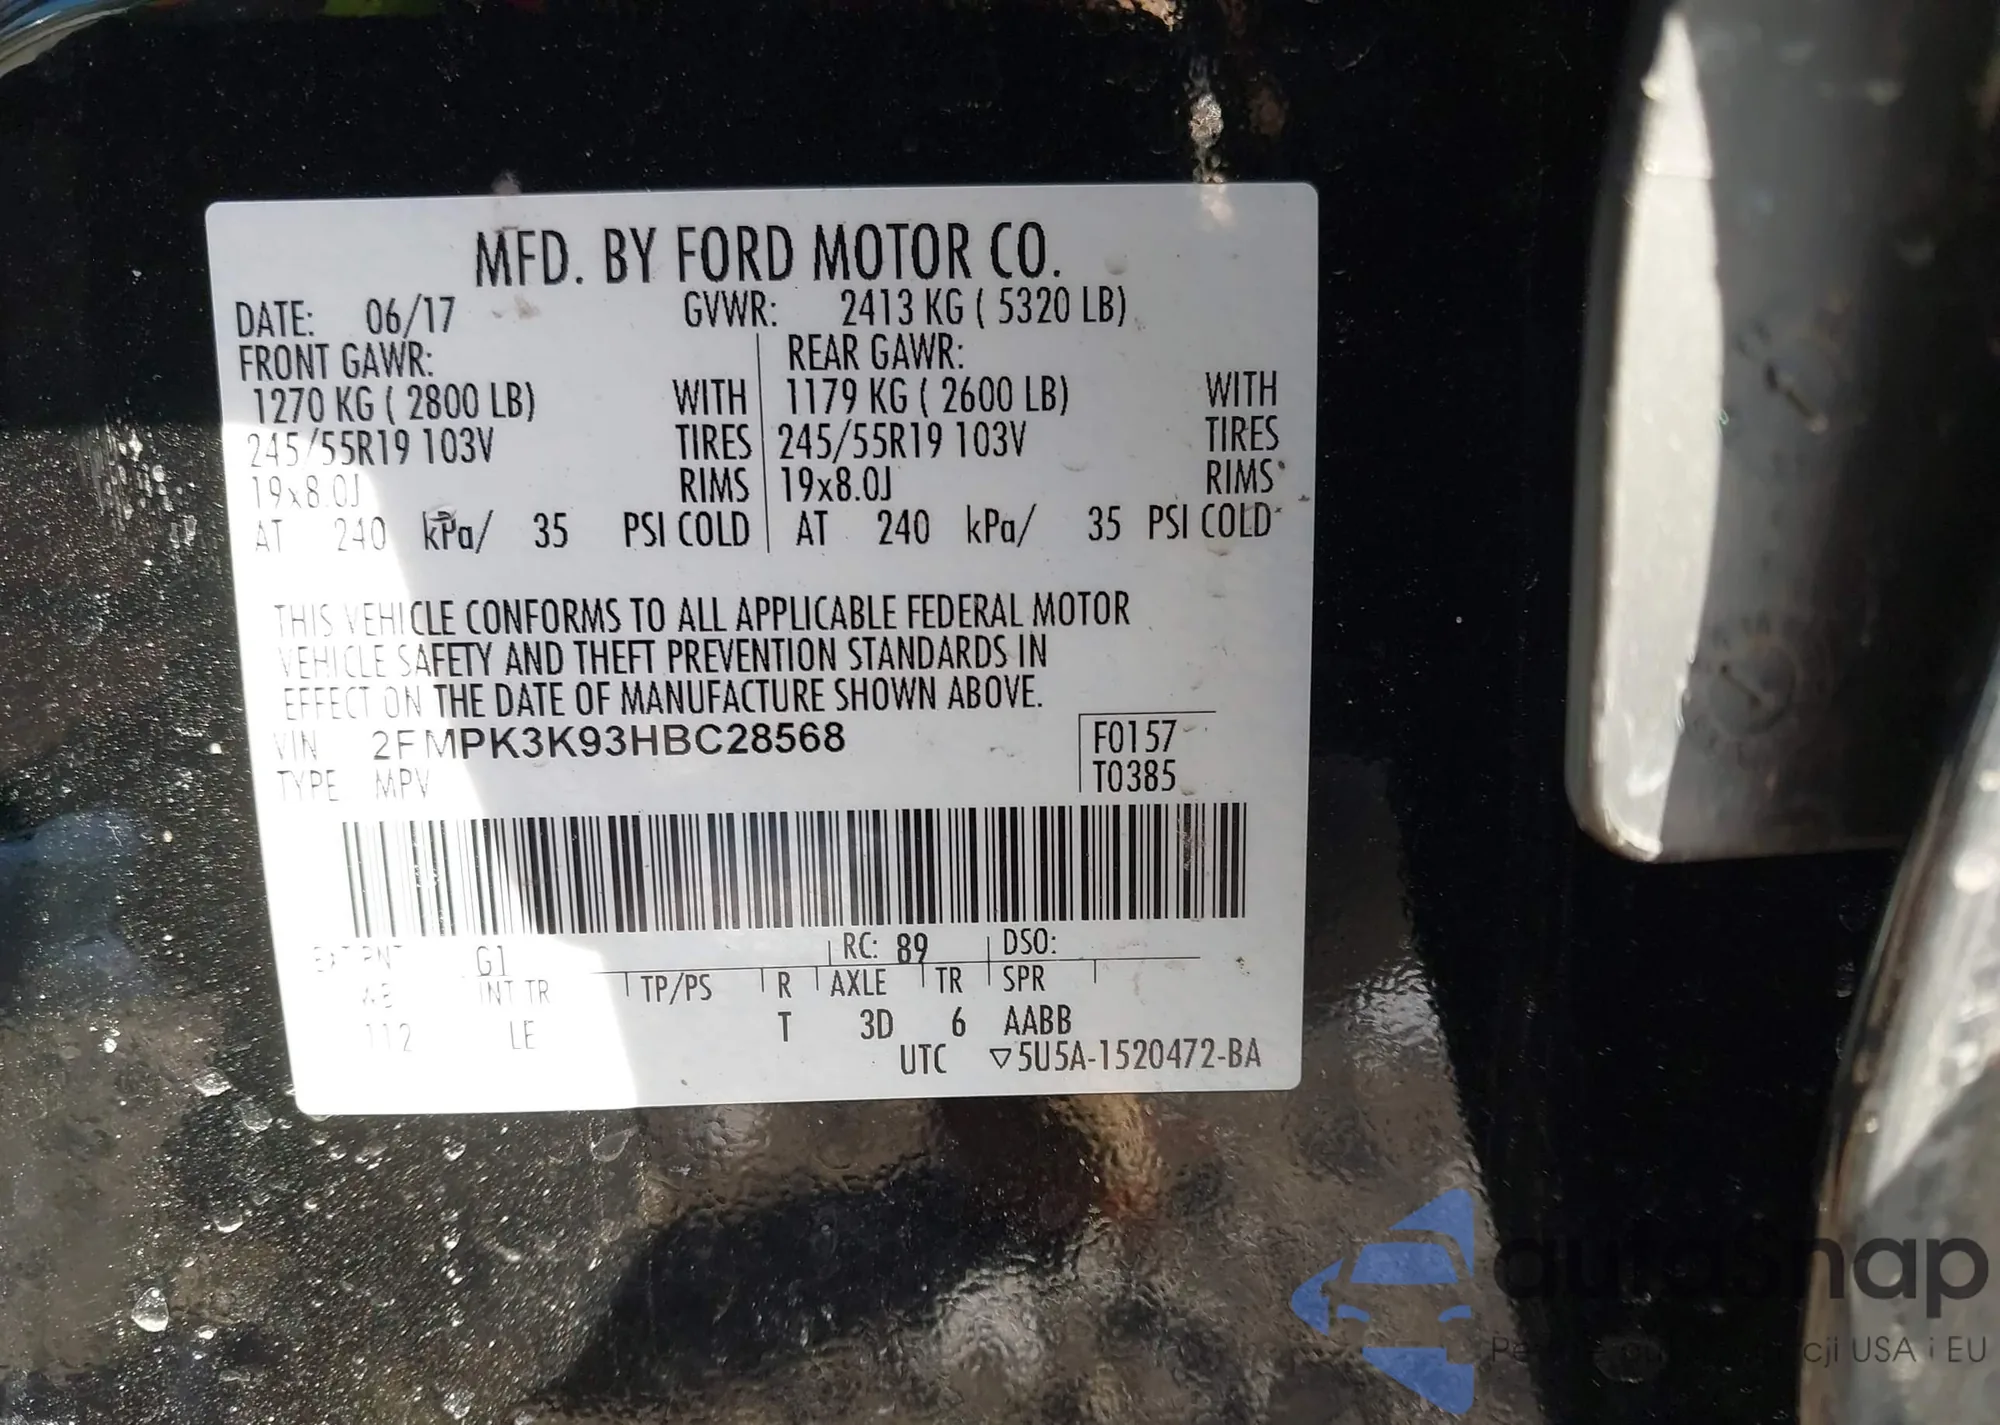 MFD. BY FORD MOTOR CO.
DATE: 06/17 GVWR: 2413 KG ( 5320 LB)
FRONT GAWR: REAR GAWR:
1270 KG ( 2800 LB) WITH 1179 KG ( 2600 LB) WITH
245/55R19 103V TIRES 245/55R19 103V TIRES
19x8.0J RIMS 19x8.0J RIMS
AT 240 kPa/ 35 PSI COLD AT 240 kPa/ 35 PSI COLD
THIS VEHICLE CONFORMS TO ALL APPLICABLE FEDERAL MOTOR
VEHICLE SAFETY AND THEFT PREVENTION STANDARDS IN
EFFECT ON THE DATE OF MANUFACTURE SHOWN ABOVE.
VIN 2FMPK3K93HBC28568 F0157
TYPE MPV T0385
EXT PNT G1 RC: 89 DSO:
INT TR TP/PS R AXLE TR SPR
112 LE T 3D 6 AABB
UTC ▽5U5A-1520472-BA
autosnap
USA i EU